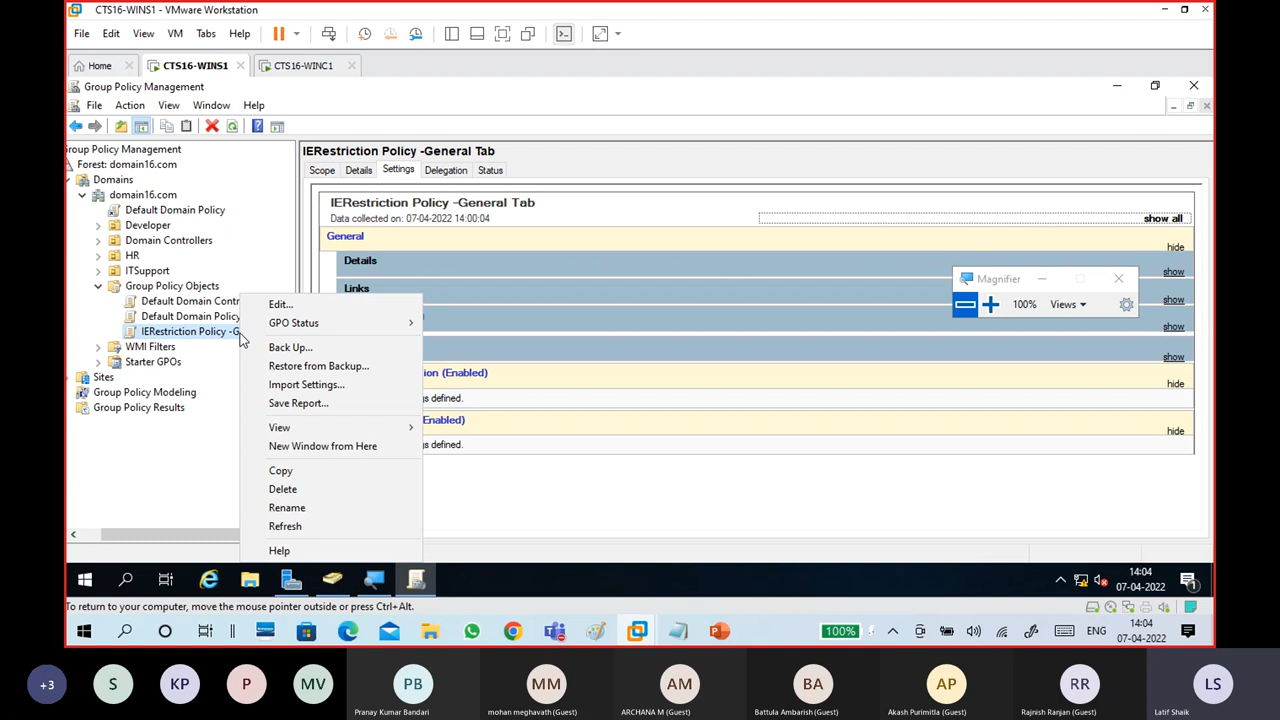 CTS16-WINS1 - VMware Workstation
File Edit View VM Tabs Help
Home CTS16-WINS1 CTS16-WINC1
Group Policy Management
File Action View Window Help
Group Policy Management
Forest: domain16.com
Domains
domain16.com
Default Domain Policy
Developer
Domain Controllers
HR
ITSupport
Group Policy Objects
Default Domain Contr
Default Domain Policy
IERestriction Policy -G
WMI Filters
Starter GPOs
Sites
Group Policy Modeling
Group Policy Results
IERestriction Policy -General Tab
Scope Details Settings Delegation Status
IERestriction Policy -General Tab
Data collected on: 07-04-2022 14:00:04
show all
General
hide
Details
show
Links
show
show
show
ion (Enabled)
hide
gs defined.
Enabled)
hide
gs defined.
Edit...
GPO Status
Back Up...
Restore from Backup...
Import Settings...
Save Report...
View
New Window from Here
Copy
Delete
Rename
Refresh
Help
Magnifier
100% Views
14:04
07-04-2022
1
To return to your computer, move the mouse pointer outside or press Ctrl+Alt.
100%
ENG
14:04
07-04-2022
+3 S KP P MV PB MM AM BA AP RR LS
Pranay Kumar Bandari mohan meghavath (Guest) ARCHANA M (Guest) Battula Ambarish (Guest) Akash Purimitla (Guest) Rajnish Ranjan (Guest) Latif Shaik